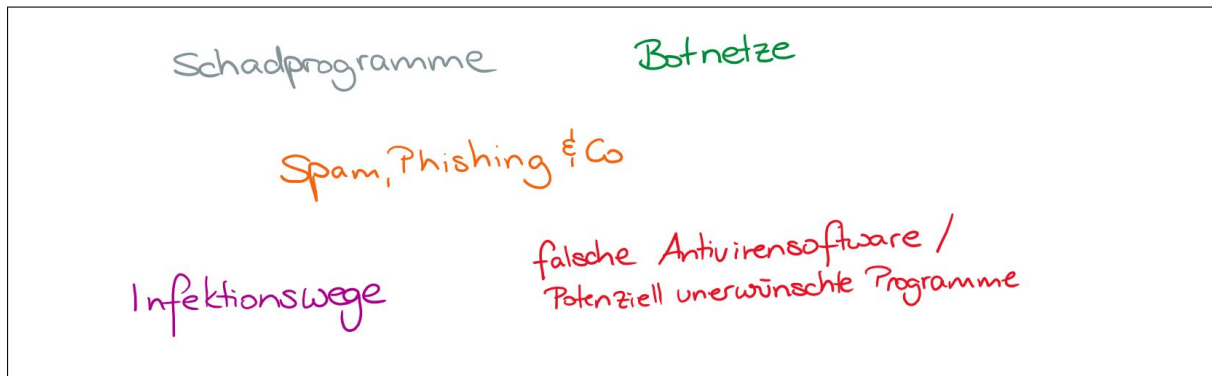 Schadprogramme
Botnetze
Spam, Phishing & Co
falsche Antivirensoftware /
Potenziell unerwünschte Programme
Infektionswege